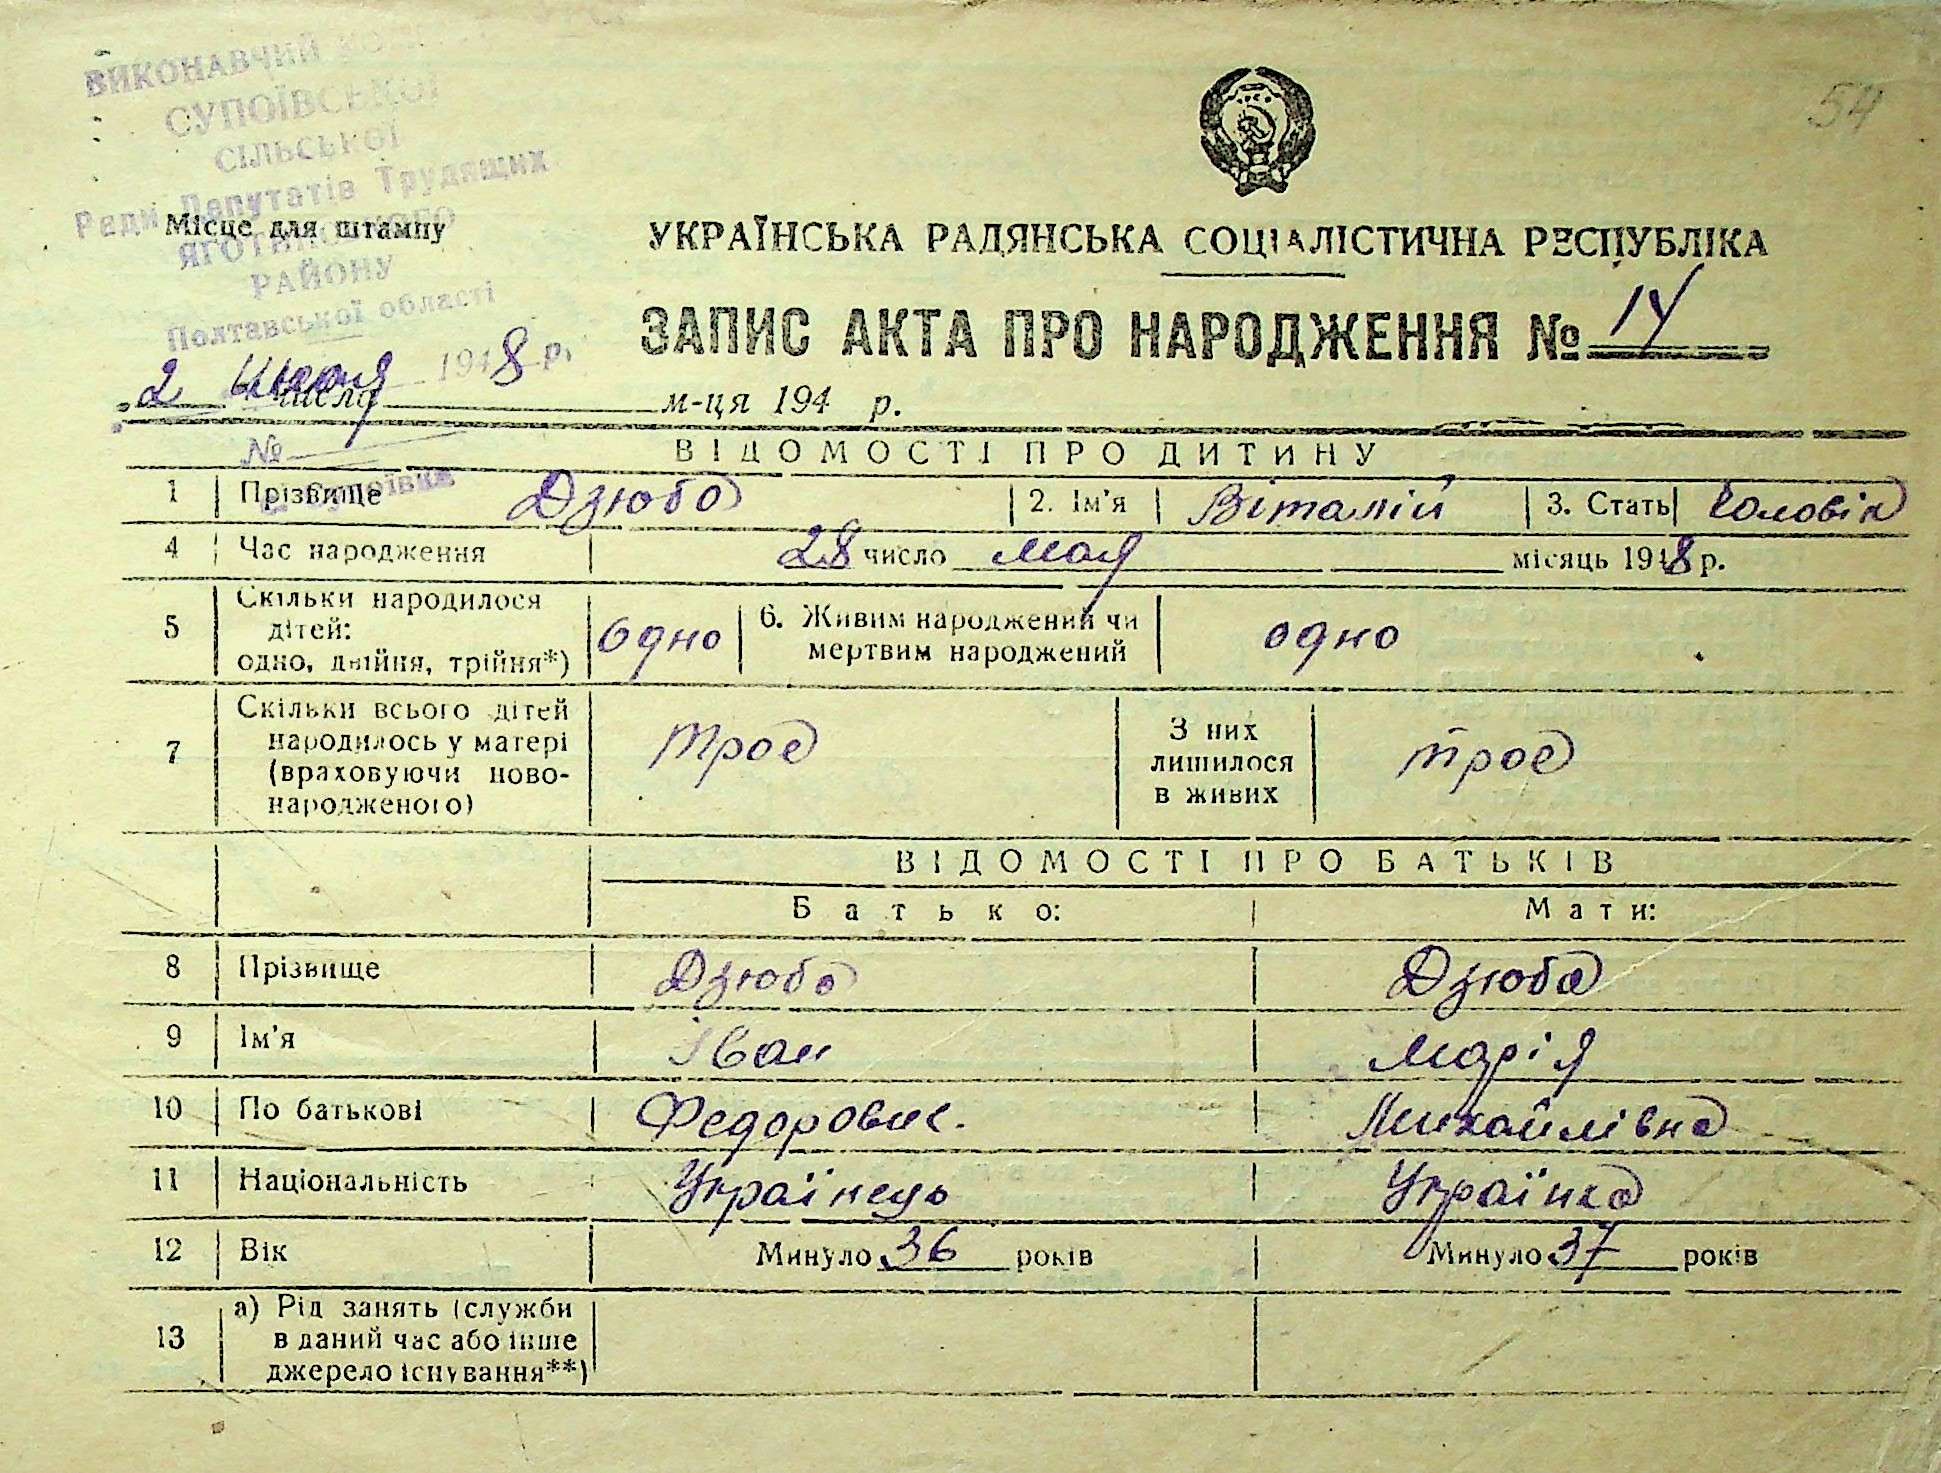 ВИКОНАВЧИЙ
СУПОЇВСЬКОЇ
СІЛЬСЬКОЇ
Ради Депутатів Трудящих
ЯГОТИНСЬКОГО
РАЙОНУ
Полтавської області
54
Місце для штампу
УКРАЇНСЬКА РАДЯНСЬКА СОЦІАЛІСТИЧНА РЕСПУБЛІКА
ЗАПИС АКТА ПРО НАРОДЖЕННЯ № 14
2 1948 р.
числа м-ця 194 р.
№
с. Супоївка
ВІДОМОСТІ ПРО ДИТИНУ
1 Прізвище Дзюба 2. Ім'я Віталій 3. Стать Чоловік
4 Час народження 28 число мая місяць 1948 р.
5 Скільки народилося дітей: одно, двійня, трійня*) одно 6. Живим народжений чи мертвим народжений одно
7 Скільки всього дітей народилось у матері (враховуючи новонародженого) троє З них лишилося в живих троє
ВІДОМОСТІ ПРО БАТЬКІВ
Батько: Мати:
8 Прізвище Дзюба Дзюба
9 Ім'я Іван Марія
10 По батькові Федорович. Михайлівна
11 Національність Українець Українка
12 Вік Минуло 36 років Минуло 37 років
13 а) Рід занять (служби в даний час або інше джерело існування**)